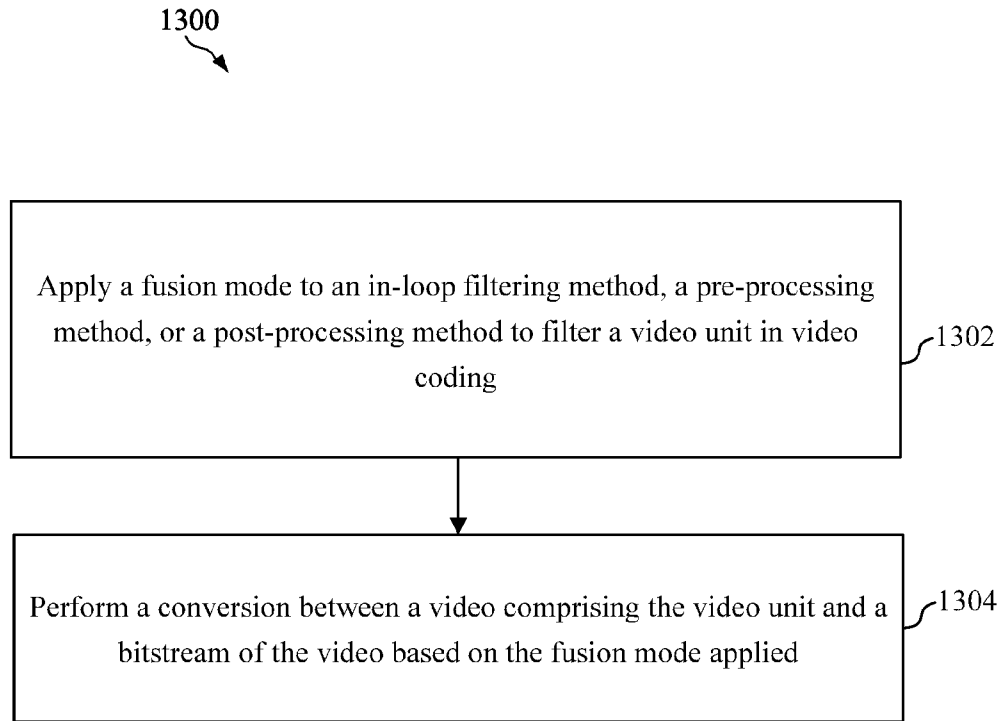 1300
Apply a fusion mode to an in-loop filtering method, a pre-processing
method, or a post-processing method to filter a video unit in video
coding
1302
Perform a conversion between a video comprising the video unit and a
bitstream of the video based on the fusion mode applied
1304